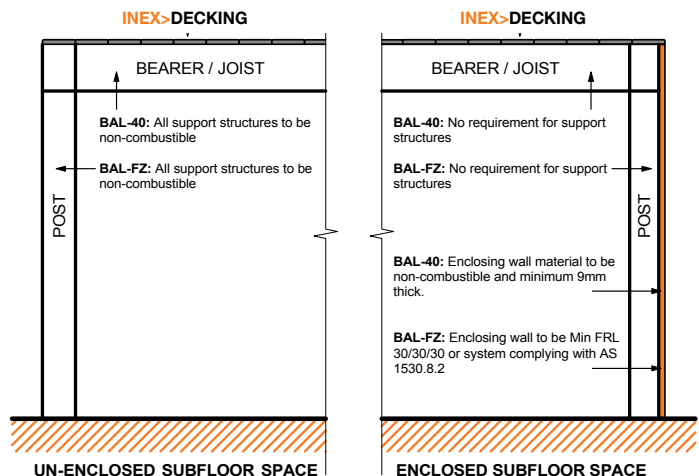 INEX>DECKING
BEARER / JOIST
BAL-40: All support structures to be
non-combustible
BAL-FZ: All support structures to be
non-combustible
POST
UN-ENCLOSED SUBFLOOR SPACE
INEX>DECKING
BEARER / JOIST
BAL-40: No requirement for support
structures
BAL-FZ: No requirement for support
structures
POST
BAL-40: Enclosing wall material to be
non-combustible and minimum 9mm
thick.
BAL-FZ: Enclosing wall to be Min FRL
30/30/30 or system complying with AS
1530.8.2
ENCLOSED SUBFLOOR SPACE